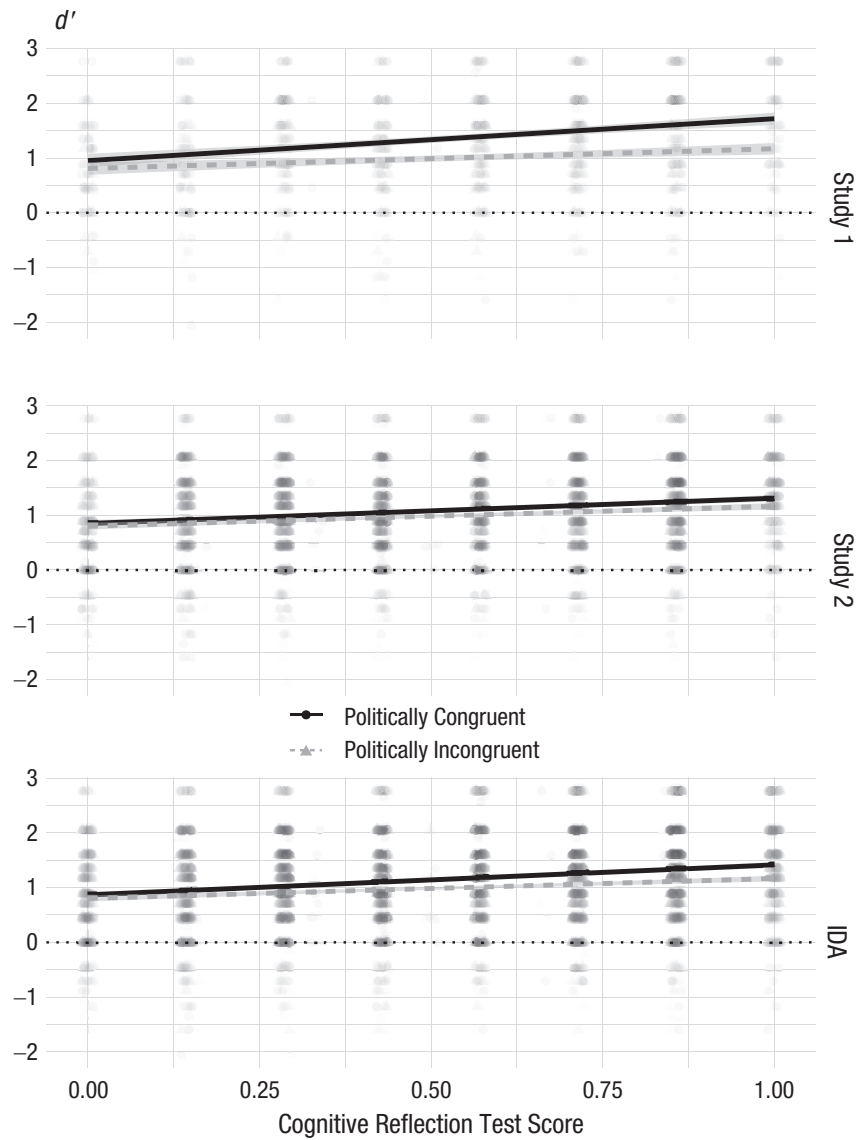 d′
3
2
1
0
–1
–2
Study 1
3
2
1
0
–1
–2
Study 2
Politically Congruent
Politically Incongruent
3
2
1
0
–1
–2
IDA
0.00 0.25 0.50 0.75 1.00
Cognitive Reflection Test Score